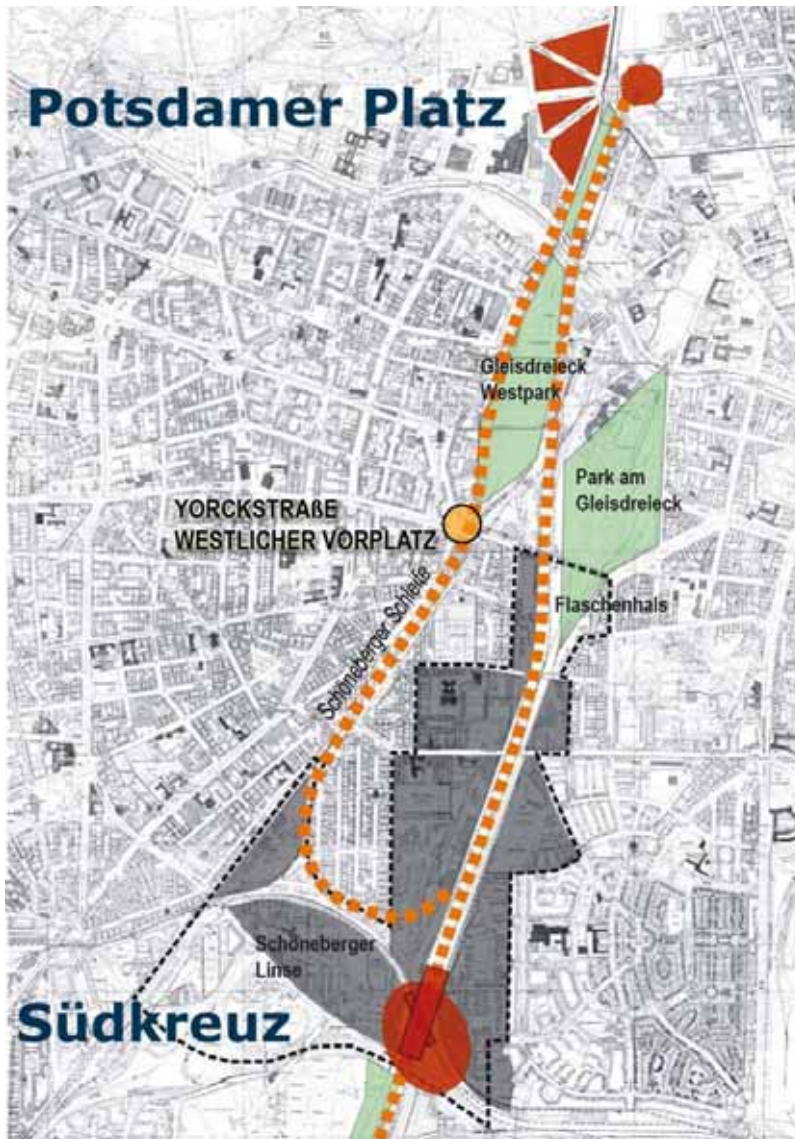 Potsdamer Platz
Gleisdreieck
Westpark
Park am
Gleisdreieck
YORCKSTRAßE
WESTLICHER VORPLATZ
Flaschenhals
Schöneberger Schleife
Schöneberger
Linse
Südkreuz